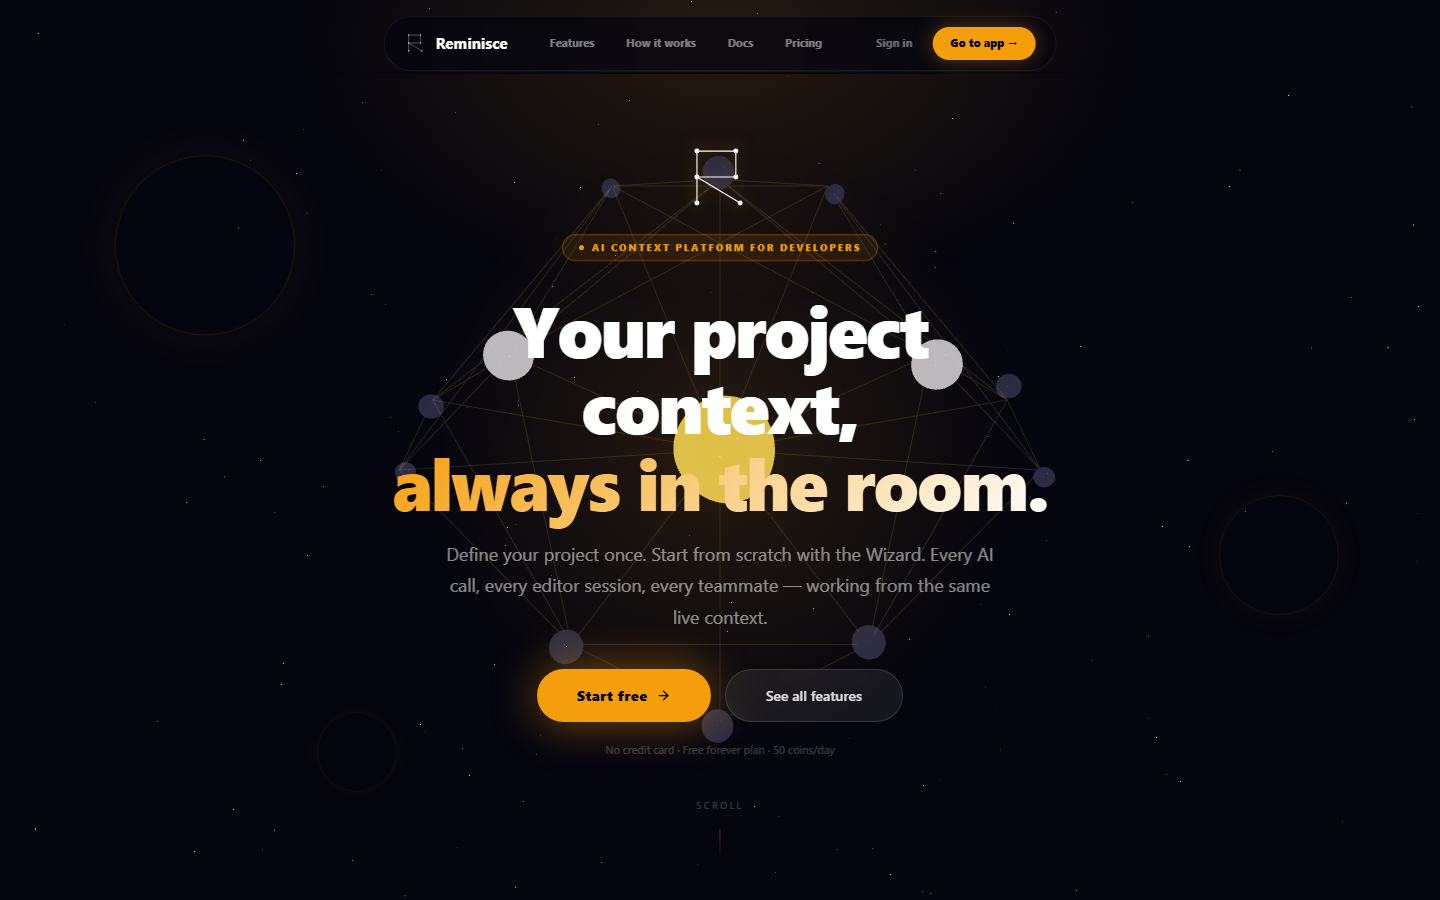 Reminisce
Features
How it works
Docs
Pricing
Sign in
Go to app →
AI CONTEXT PLATFORM FOR DEVELOPERS
Your project
context,
always in the room.
Define your project once. Start from scratch with the Wizard. Every AI
call, every editor session, every teammate — working from the same
live context.
Start free →
See all features
No credit card · Free forever plan · 50 coins/day
SCROLL